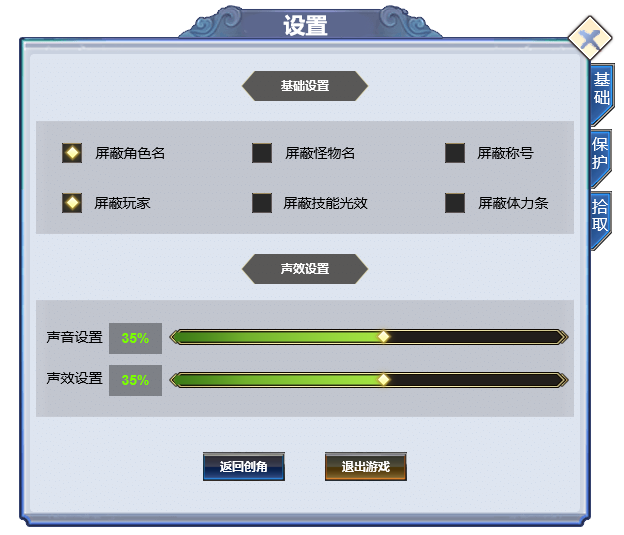 设置
基础设置
屏蔽角色名 屏蔽怪物名 屏蔽称号
屏蔽玩家 屏蔽技能光效 屏蔽体力条
声效设置
声音设置 35%
声效设置 35%
返回创角 退出游戏
基础
保护
拾取